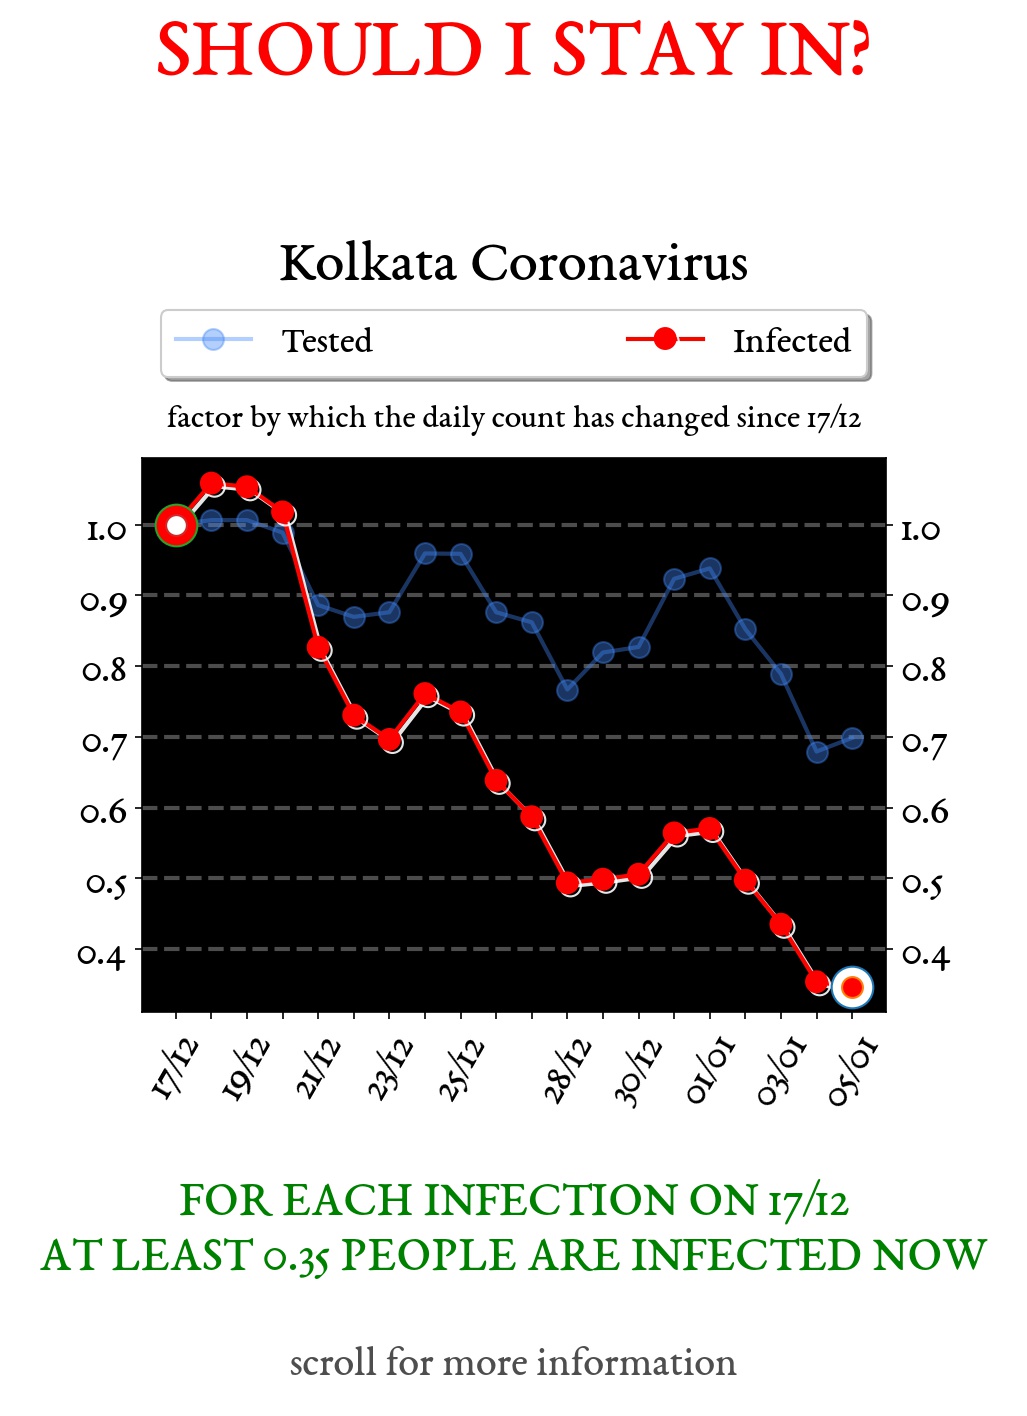 SHOULD I STAY IN?
Kolkata Coronavirus
Tested Infected
factor by which the daily count has changed since 17/12
1.0 1.0
0.9 0.9
0.8 0.8
0.7 0.7
0.6 0.6
0.5 0.5
0.4 0.4
17/12 19/12 21/12 23/12 25/12 28/12 30/12 01/01 03/01 05/01
FOR EACH INFECTION ON 17/12
AT LEAST 0.35 PEOPLE ARE INFECTED NOW
scroll for more information